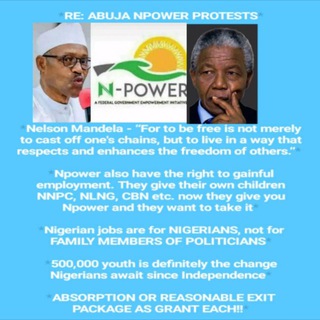 *RE: ABUJA NPOWER PROTESTS*
N-POWER
A FEDERAL GOVERNMENT EMPOWERMENT INITIATIVE
*Nelson Mandela - "For to be free is not merely
to cast off one's chains, but to live in a way that
respects and enhances the freedom of others."*
*Npower also have the right to gainful
employment. They give their own children
NNPC, NLNG, CBN etc. now they give you
Npower and they want to take it*
*Nigerian jobs are for NIGERIANS, not for
FAMILY MEMBERS OF POLITICIANS*
*500,000 youth is definitely the change
Nigerians await since Independence*
*ABSORPTION OR REASONABLE EXIT
PACKAGE AS GRANT EACH!!*